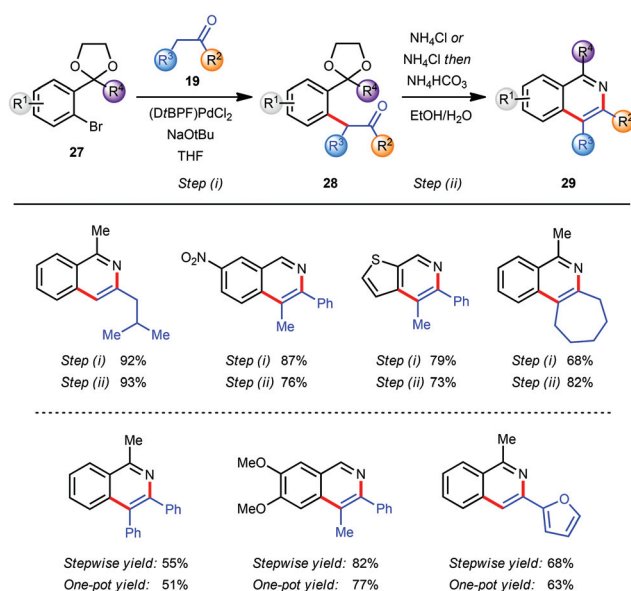 O
O
R¹
R⁴
Br
27
O
R³
R²
19
(DtBPF)PdCl₂
NaOtBu
THF
Step (i)
O
O
R¹
R⁴
O
R³
R²
28
NH₄Cl or
NH₄Cl then
NH₄HCO₃
EtOH/H₂O
Step (ii)
R⁴
R¹
N
R²
R³
29
Me
N
Me
Me
Step (i) 92%
Step (ii) 93%
O₂N
N
Ph
Me
Step (i) 87%
Step (ii) 76%
S
N
Ph
Me
Step (i) 79%
Step (ii) 73%
Me
N
Step (i) 68%
Step (ii) 82%
Me
N
Ph
Ph
Stepwise yield: 55%
One-pot yield: 51%
MeO
MeO
N
Ph
Me
Stepwise yield: 82%
One-pot yield: 77%
Me
N
O
Stepwise yield: 68%
One-pot yield: 63%